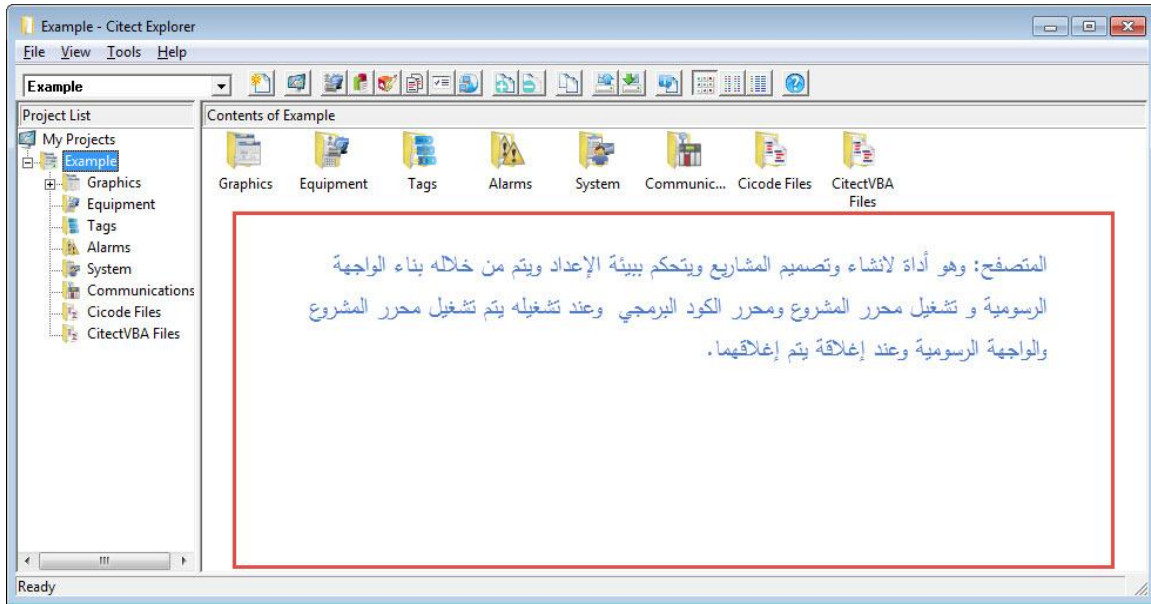 Example - Citect Explorer
File View Tools Help
Example
Project List
Contents of Example
My Projects
Example
Graphics
Equipment
Tags
Alarms
System
Communications
Cicode Files
CitectVBA Files
Graphics Equipment Tags Alarms System Communic... Cicode Files CitectVBA
Files
المتصفح: وهو أداة لانشاء وتصميم المشاريع ويتحكم ببيئة الإعداد ويتم من خلاله بناء الواجهة
الرسومية و تشغيل محرر المشروع ومحرر الكود البرمجي وعند تشغيله يتم تشغيل محرر المشروع
والواجهة الرسومية وعند إغلاقة يتم إغلاقهما.
Ready